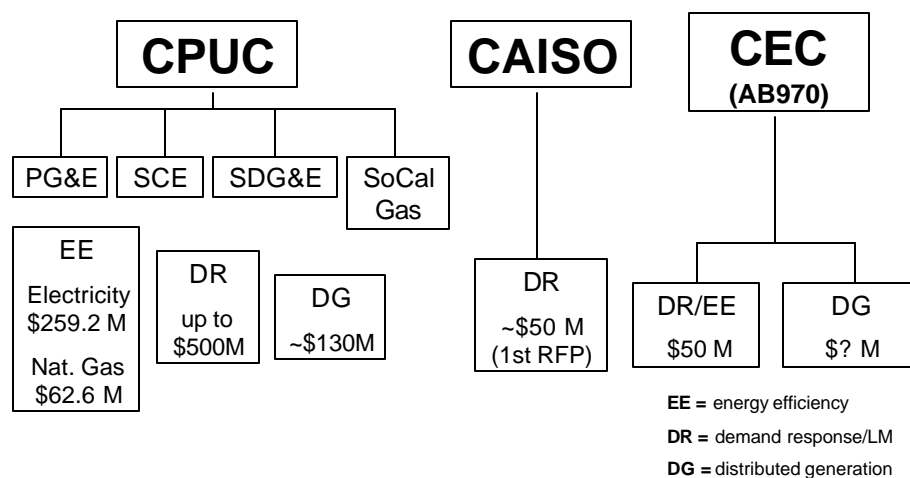 CPUC
CAISO
CEC
(AB970)
PG&E
SCE
SDG&E
SoCal
Gas
EE
Electricity
$259.2 M
Nat. Gas
$62.6 M
DR
up to
$500M
DG
~$130M
DR
~$50 M
(1st RFP)
DR/EE
$50 M
DG
$? M
EE = energy efficiency
DR = demand response/LM
DG = distributed generation